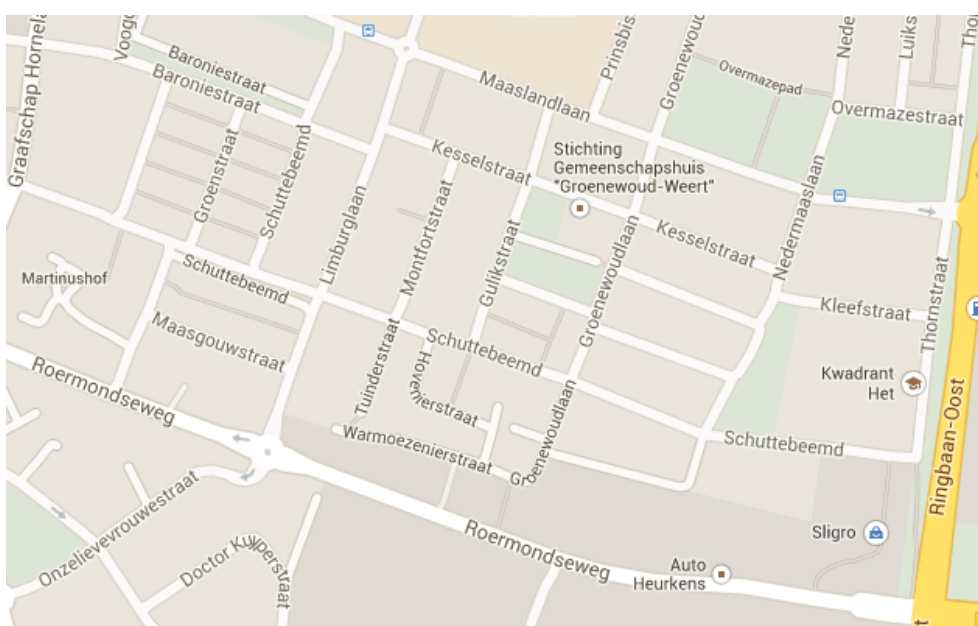 Graafschap Hornela
Voogd
Baroniestraat
Baroniestraat
Groenstraat
Schuttebeemd
Limburglaan
Maaslandlaan
Prinsbis
Groenewoud
Overmazepad
Nede
Luiks
Tho
Overmazestraat
Kesselstraat
Stichting
Gemeenschapshuis
"Groenewoud-Weert"
Montfortstraat
Gulikstraat
Groenewoudlaan
Kesselstraat
Nedermaaslaan
Kleefstraat
Thornstraat
Martinushof
Schuttebeemd
Maasgouwstraat
Tuinderstraat
Hovenierstraat
Schuttebeemd
Kwadrant
Het
Roermondseweg
Warmoezenierstraat
Groenewoudlaan
Schuttebeemd
Ringbaan-Oost
Onzelievevrouwestraat
Doctor Kuyperstraat
Roermondseweg
Auto
Heurkens
Sligro